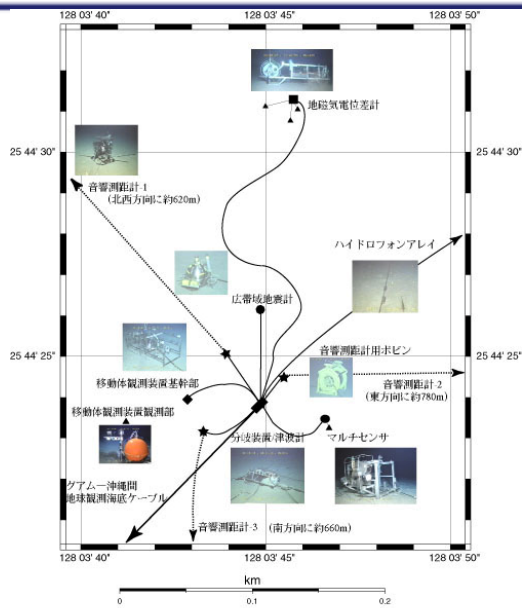 128 03' 40"
128 03' 45"
128 03' 50"
地磁気電位差計
25 44' 30"
25 44' 30"
音響測距計-1
(北西方向に約620m)
ハイドロフォンアレイ
広帯域地震計
25 44' 25"
25 44' 25"
音響測距計用ボビン
移動体観測装置基幹部
音響測距計-2
(東方向に約780m)
移動体観測装置観測部
分岐装置/津波計
マルチセンサ
グアム－沖縄間
地球観測海底ケーブル
音響測距計-3 (南方向に約660m)
128 03' 40"
128 03' 45"
128 03' 50"
km
0
0.1
0.2